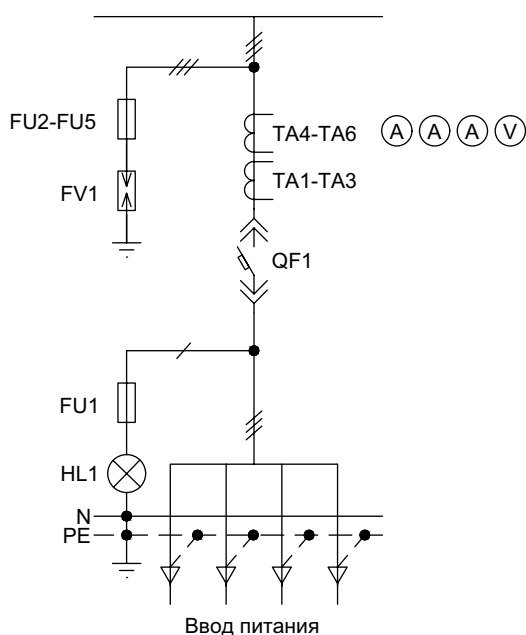 FU2-FU5
TA4-TA6
A A A V
FV1
TA1-TA3
QF1
FU1
HL1
N
PE
Ввод питания